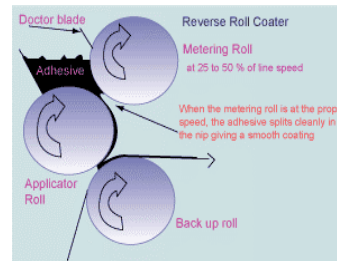 Doctor blade
Reverse Roll Coater
Metering Roll
at 25 to 50 % of line speed
Adhesive
When the metering roll is at the prop
speed, the adhesive splits cleanly in
the nip giving a smooth coating
Applicator
Roll
Back up roll